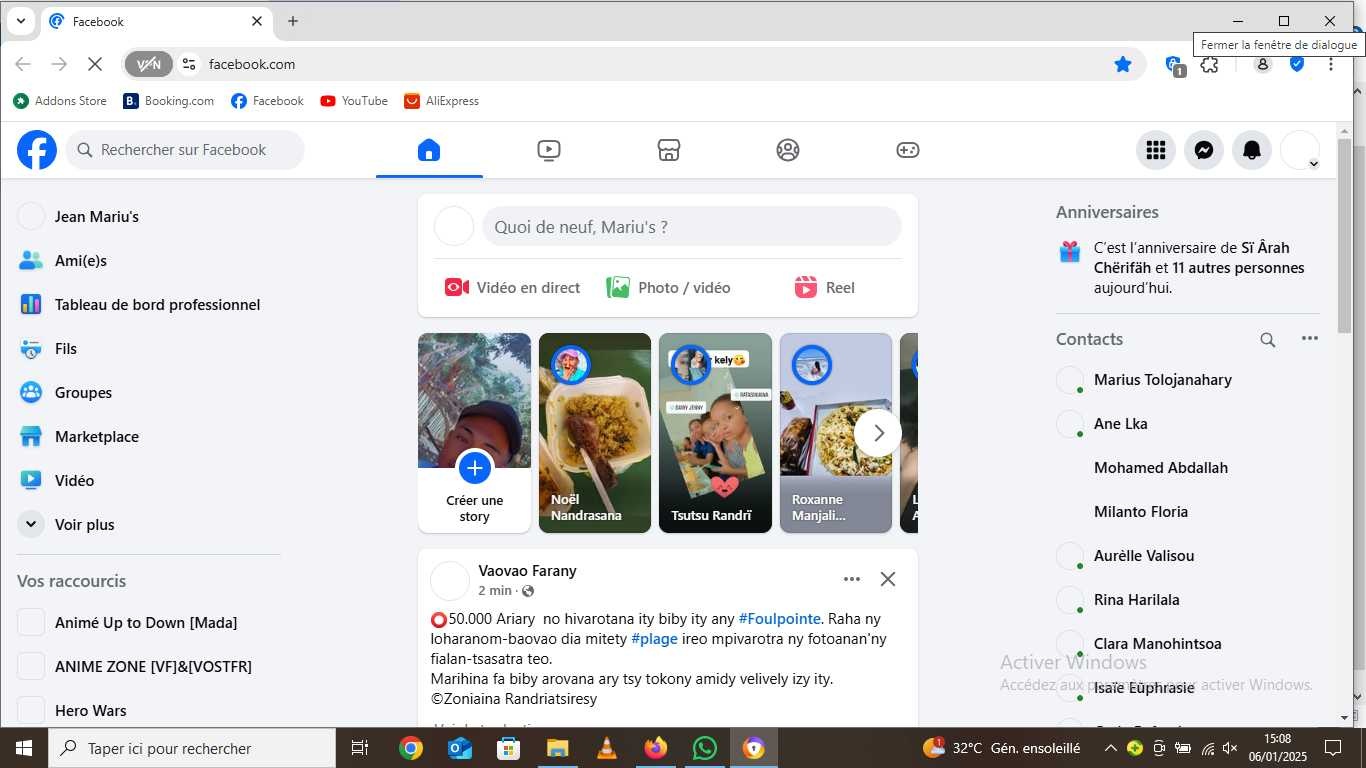 Facebook
Fermer la fenêtre de dialogue
VPN
facebook.com
1
Addons Store
B.
Booking.com
Facebook
YouTube
AliExpress
Rechercher sur Facebook
Jean Mariu's
Ami(e)s
Tableau de bord professionnel
Fils
Groupes
Marketplace
Vidéo
Voir plus
Vos raccourcis
Animé Up to Down [Mada]
ANIME ZONE [VF]&[VOSTFR]
Hero Wars
Quoi de neuf, Mariu's ?
Vidéo en direct
Photo / vidéo
Reel
Créer une
story
Noël
Nandrasana
kely😋
Tsutsu Randrï
Roxanne
Manjali...
L
A
Vaovao Farany
2 min ·
⭕50.000 Ariary no hivarotana ity biby ity any #Foulpointe. Raha ny
loharanom-baovao dia mitety #plage ireo mpivarotra ny fotoanan'ny
fialan-tsasatra teo.
Marihina fa biby arovana ary tsy tokony amidy velively izy ity.
©Zoniaina Randriatsiresy
Anniversaires
C'est l'anniversaire de Sï Ârah
Chërifäh et 11 autres personnes
aujourd'hui.
Contacts
Marius Tolojanahary
Ane Lka
Mohamed Abdallah
Milanto Floria
Aurèlle Valisou
Rina Harilala
Clara Manohintsoa
Isaïe Euphrasie
Activer Windows
Accédez aux paramètres pour activer Windows.
Taper ici pour rechercher
1
32°C Gén. ensoleillé
15:08
06/01/2025